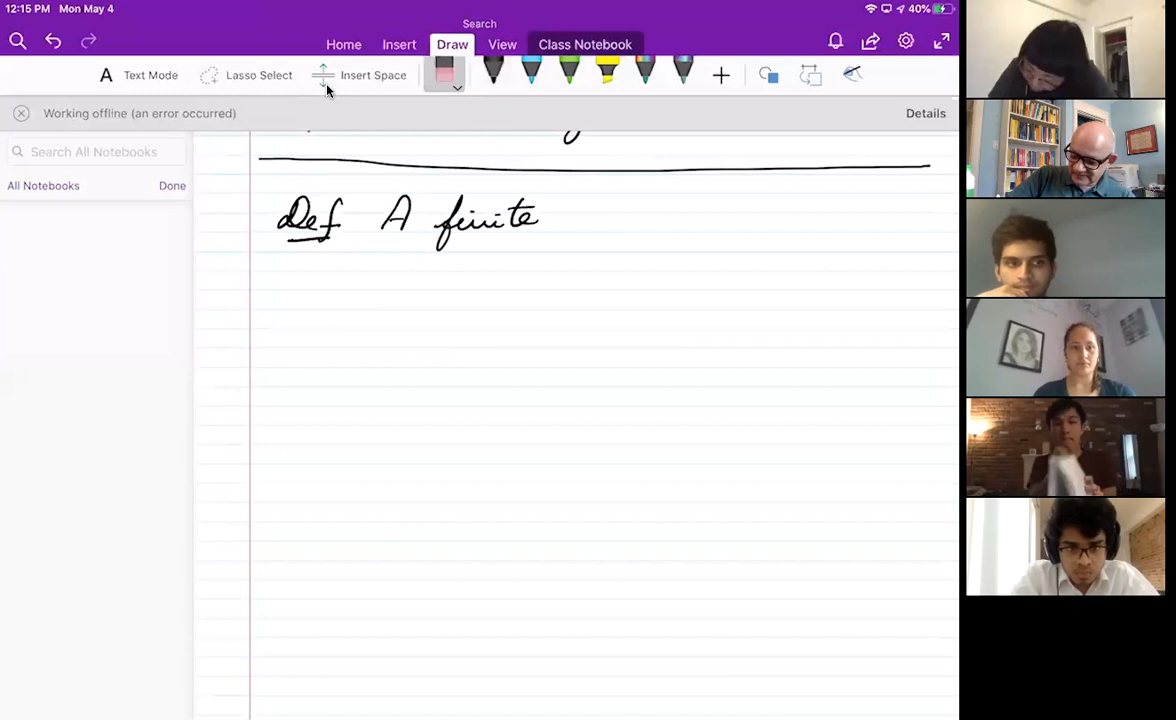 12:15 PM Mon May 4
40%
Search
Home Insert Draw View Class Notebook
A Text Mode Lasso Select Insert Space
Working offline (an error occurred) Details
Search All Notebooks
All Notebooks Done
Def A finite